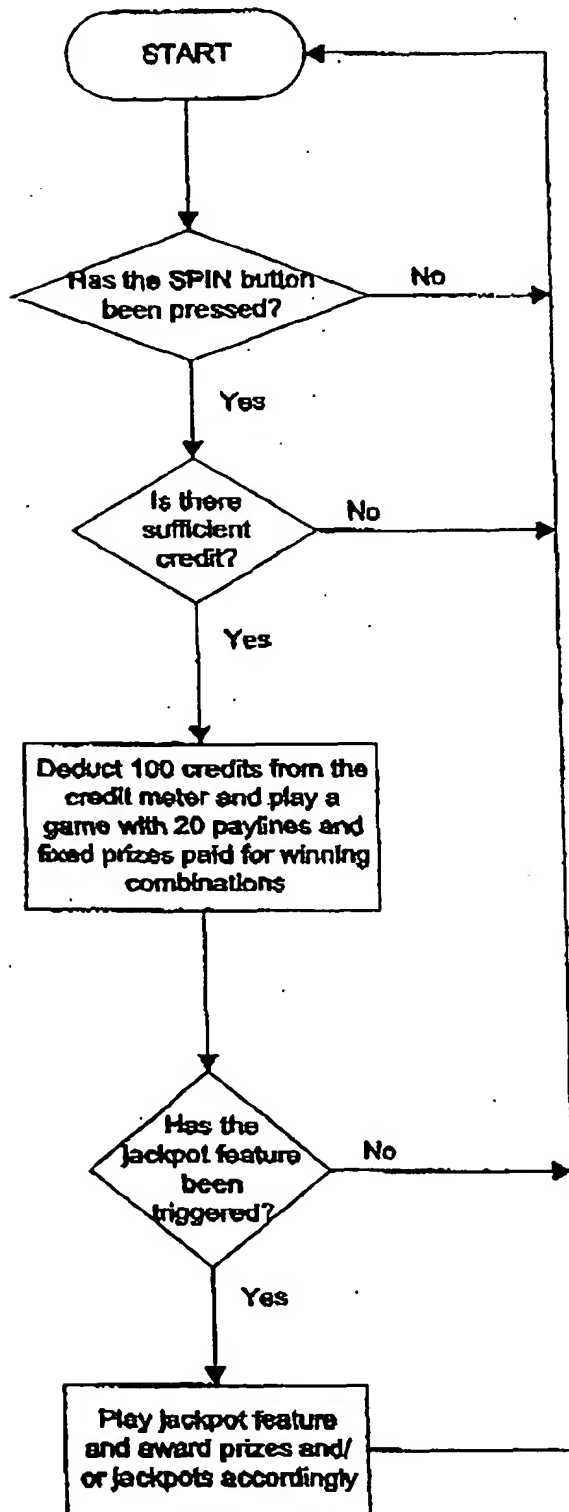 START
Has the SPIN button
No
been pressed?
Yes
Is there
No
sufficient
credit?
Yes
Deduct 100 credits from the
credit meter and play a
game with 20 paylines and
fixed prizes paid for winning
combinations
Has the
No
jackpot feature
been
triggered?
Yes
Play jackpot feature
and award prizes and/
or jackpots accordingly